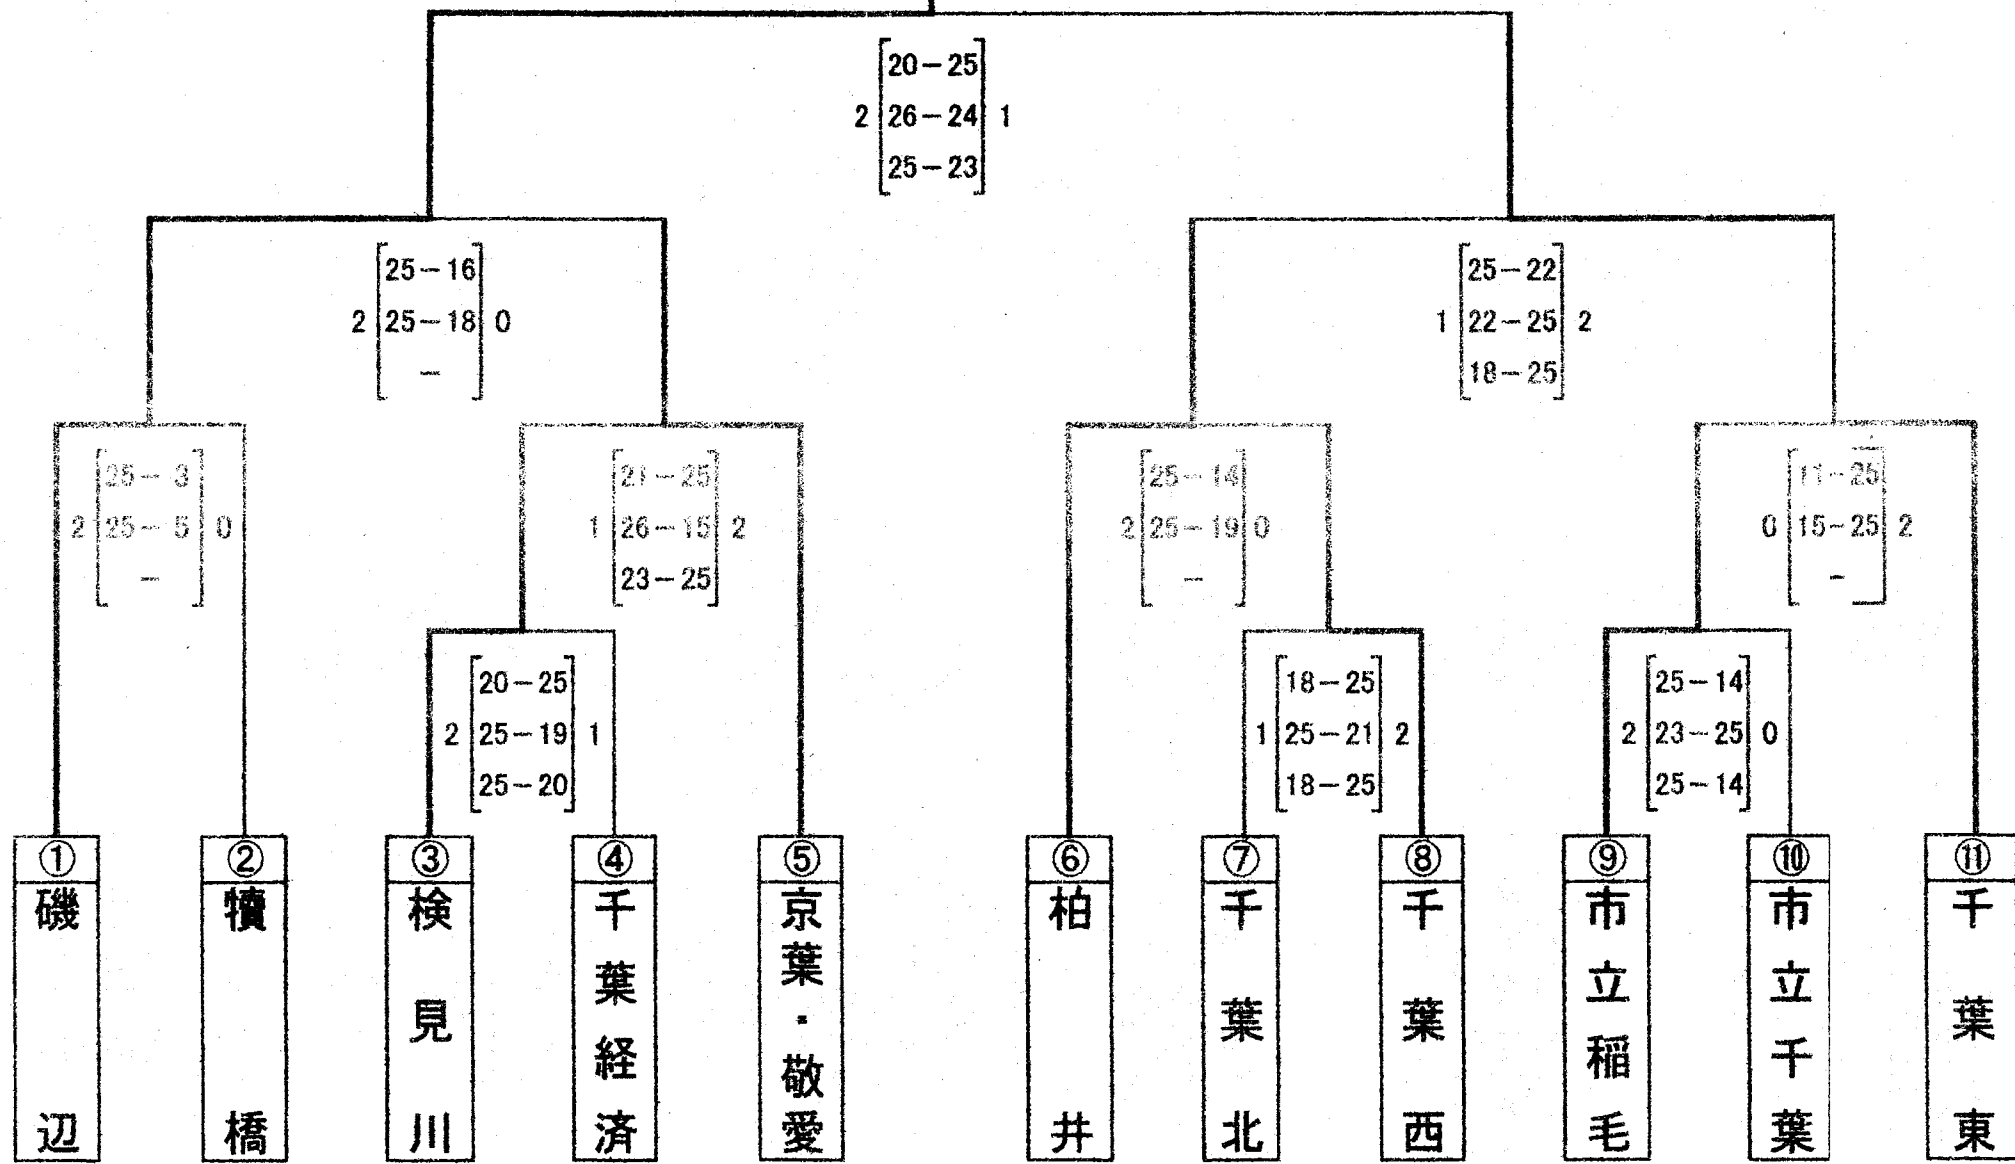 20-25
2 26-24 1
25-23
25-16
2 25-18 0
-
25-22
1 22-25 2
18-25
25- 3
2 25- 5 0
-
21-25
1 26-15 2
23-25
25-14
2 25-19 0
-
11-25
0 15-25 2
-
20-25
2 25-19 1
25-20
18-25
1 25-21 2
18-25
25-14
2 23-25 0
25-14
① 磯辺
② 犢橋
③ 検見川
④ 千葉経済
⑤ 京葉・敬愛
⑥ 柏井
⑦ 千葉北
⑧ 千葉西
⑨ 市立稲毛
⑩ 市立千葉
⑪ 千葉東